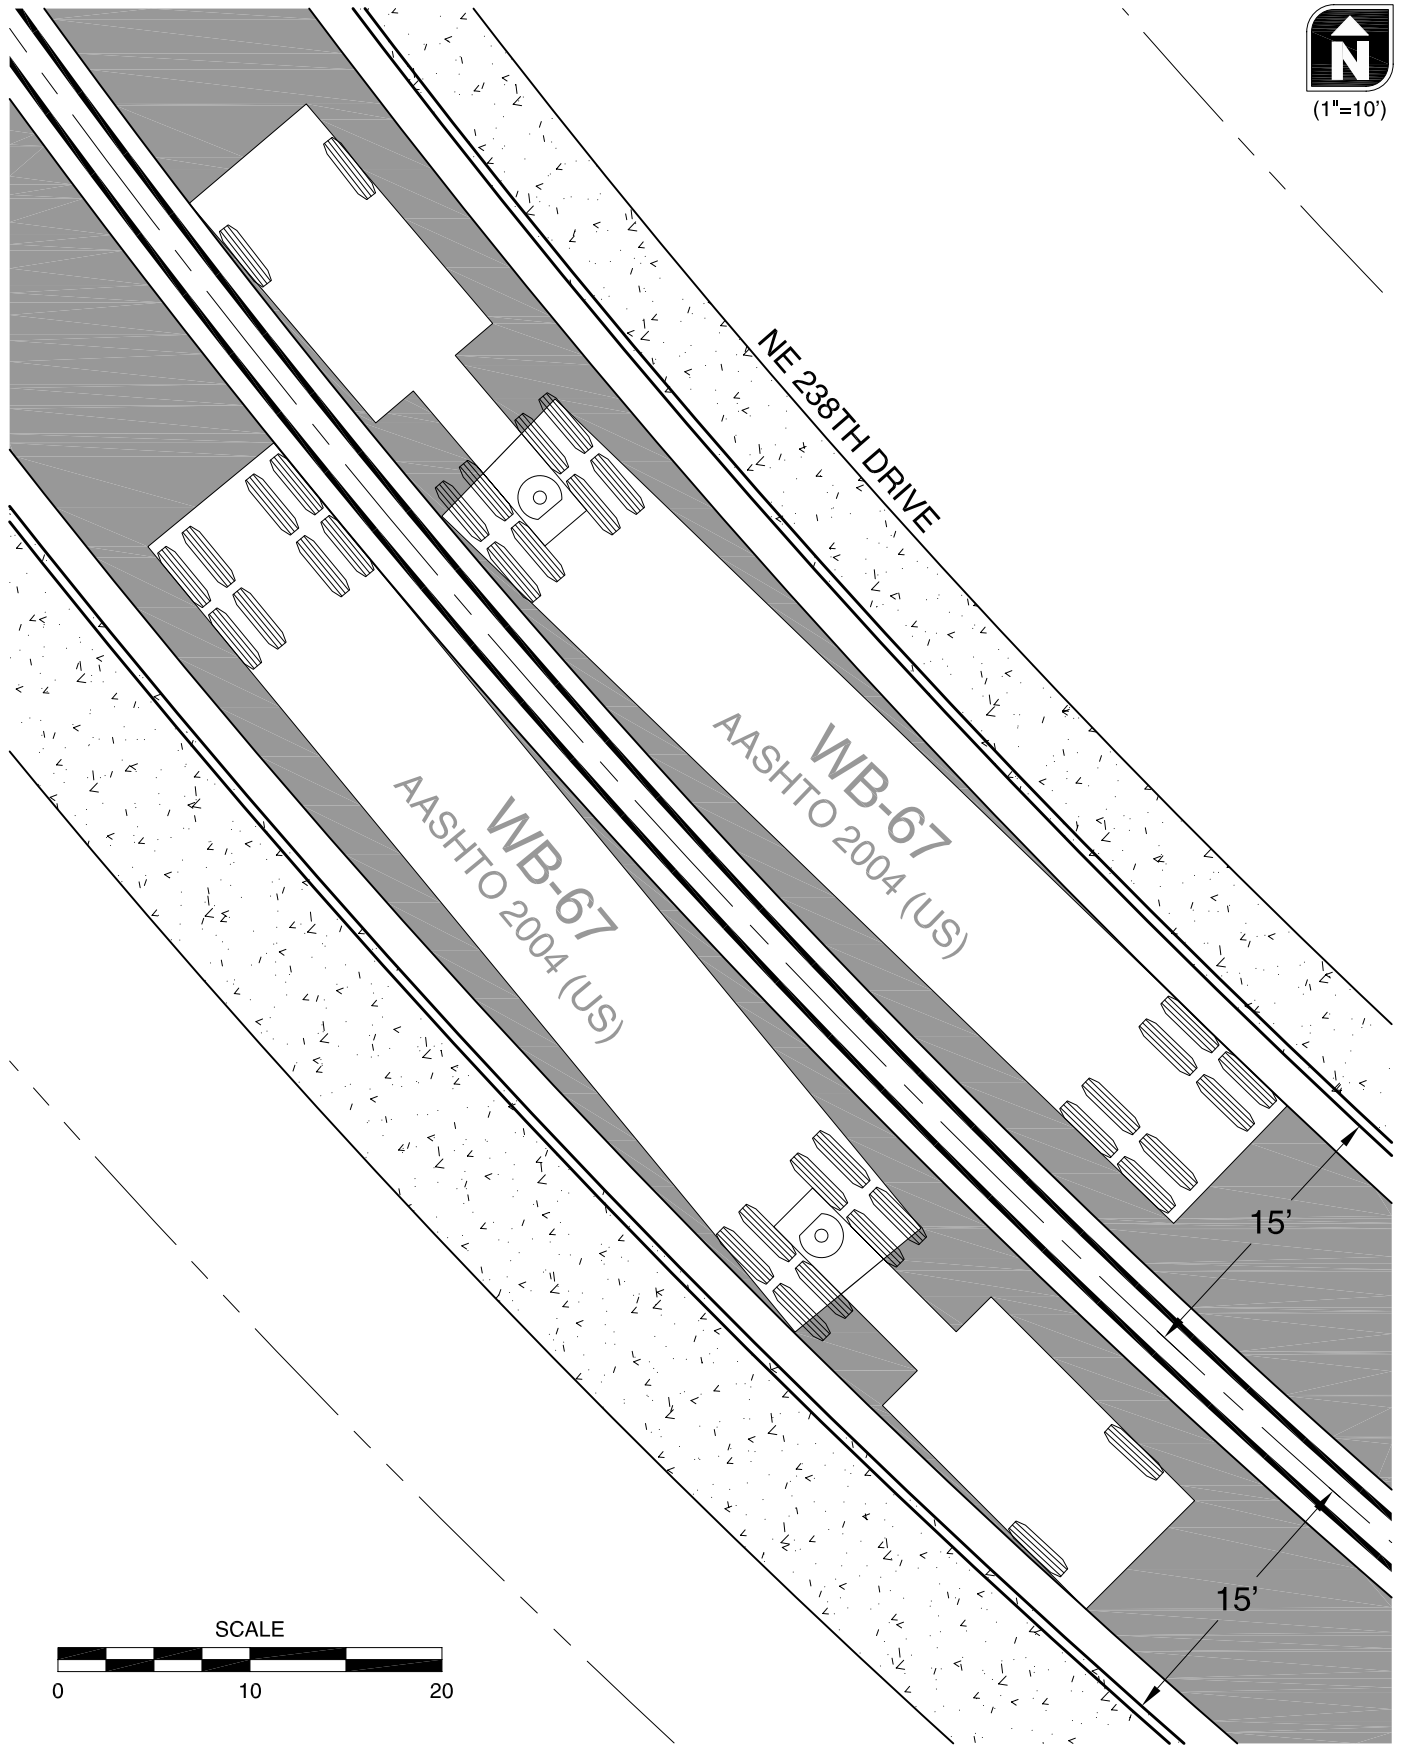 N
(1"=10')
NE 238TH DRIVE
WB-67
AASHTO 2004 (US)
WB-67
AASHTO 2004 (US)
15'
15'
SCALE
0 10 20